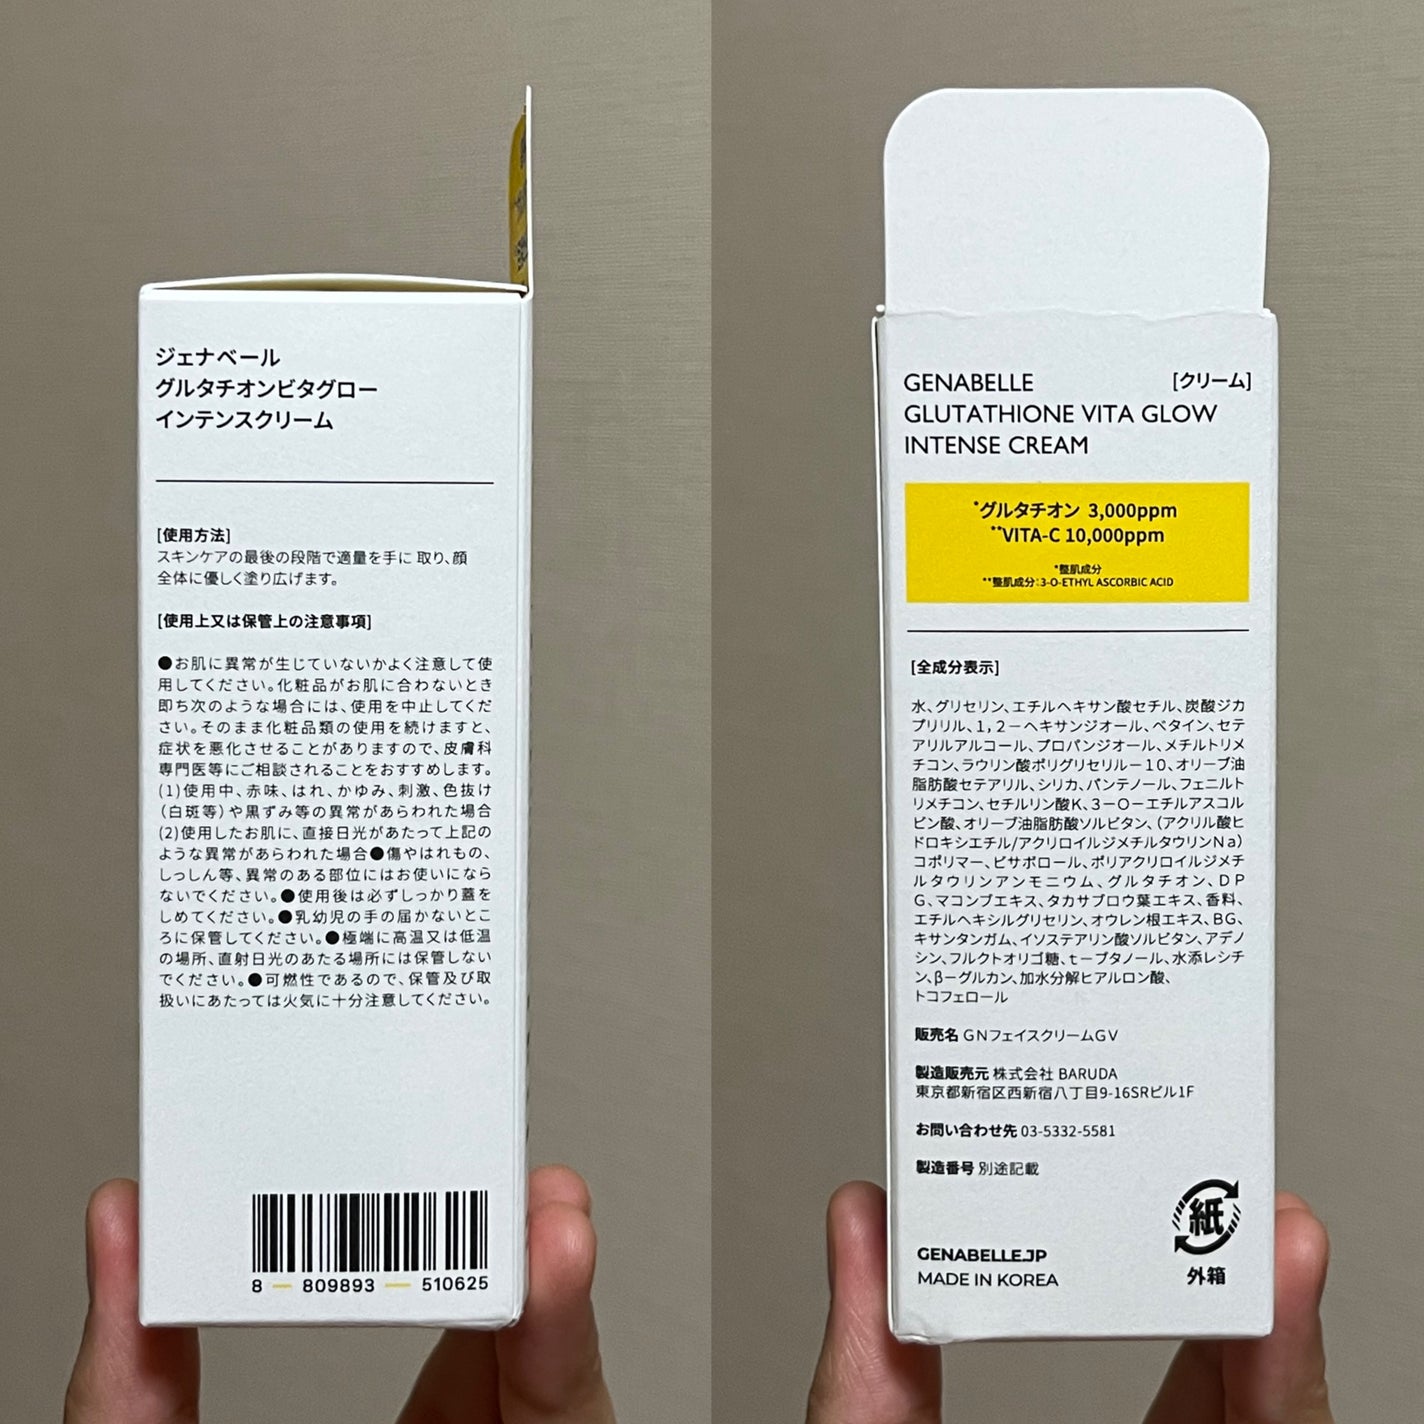 ジェナベール
グルタチオンビタグロー
インテンスクリーム
[使用方法]
スキンケアの最後の段階で適量を手に 取り、顔
全体に優しく塗り広げます。
[使用上又は保管上の注意事項]
●お肌に異常が生じていないかよく注意して使
用してください。化粧品がお肌に合わないとき
即ち次のような場合には、使用を中止してくだ
さい。そのまま化粧品類の使用を続けますと、
症状を悪化させることがありますので、皮膚科
専門医等にご相談されることをおすすめします。
(1)使用中、赤味、はれ、かゆみ、刺激、色抜け
(白斑等)や黒ずみ等の異常があらわれた場合
(2)使用したお肌に、直接日光があたって上記の
ような異常があらわれた場合●傷やはれもの、
しっしん等、異常のある部位にはお使いになら
ないでください。●使用後は必ずしっかり蓋を
しめてください。●乳幼児の手の届かないとこ
ろに保管してください。●極端に高温又は低温
の場所、直射日光のあたる場所には保管しない
でください。●可燃性であるので、保管及び取
扱いにあたっては火気に十分注意してください。
8 809893 510625
GENABELLE [クリーム]
GLUTATHIONE VITA GLOW
INTENSE CREAM
*グルタチオン 3,000ppm
**VITA-C 10,000ppm
*整肌成分
**整肌成分:3-O-ETHYL ASCORBIC ACID
[全成分表示]
水、グリセリン、エチルヘキサン酸セチル、炭酸ジカ
プリリル、1,2-ヘキサンジオール、ベタイン、セテ
アリルアルコール、プロパンジオール、メチルトリメ
チコン、ラウリン酸ポリグリセリル-10、オリーブ油
脂肪酸セテアリル、シリカ、パンテノール、フェニルト
リメチコン、セチルリン酸K、3-O-エチルアスコル
ビン酸、オリーブ油脂肪酸ソルビタン、(アクリル酸ヒ
ドロキシエチル/アクリロイルジメチルタウリンNa)
コポリマー、ビサボロール、ポリアクリロイルジメチ
ルタウリンアンモニウム、グルタチオン、DP
G、マコンブエキス、タカサブロウ葉エキス、香料、
エチルヘキシルグリセリン、オウレン根エキス、BG、
キサンタンガム、イソステアリン酸ソルビタン、アデノ
シン、フルクトオリゴ糖、t-ブタノール、水添レシチ
ン、β-グルカン、加水分解ヒアルロン酸、
トコフェロール
販売名 GNフェイスクリームGV
製造販売元 株式会社 BARUDA
東京都新宿区西新宿八丁目9-16SRビル1F
お問い合わせ先 03-5332-5581
製造番号 別途記載
紙
外箱
GENABELLE.JP
MADE IN KOREA